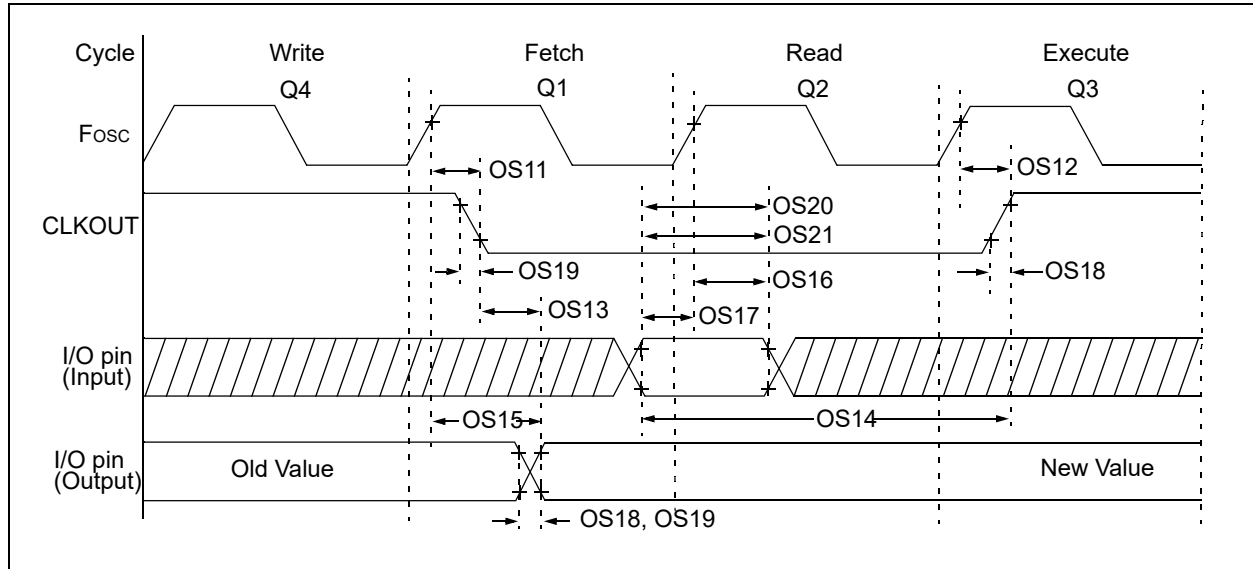 Cycle Write Fetch Read Execute
Q4 Q1 Q2 Q3
FOSC
OS11 OS12
OS20
CLKOUT
OS21
OS19 OS16 OS18
OS13 OS17
I/O pin
(Input)
OS15 OS14
I/O pin
(Output)
Old Value New Value
OS18, OS19